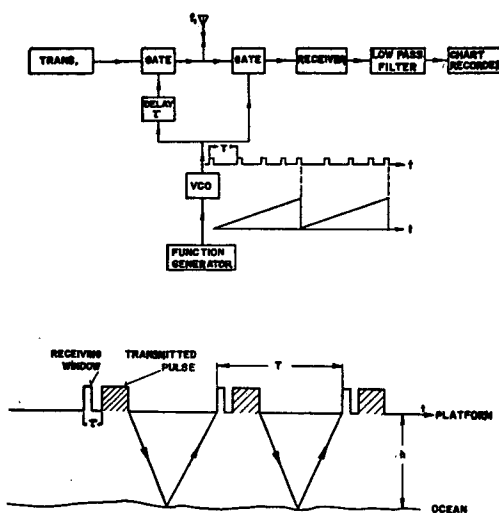 f₁
TRANS.
GATE
GATE
RECEIVER
LOW PASS
FILTER
CHART
RECORDER
DELAY
τ
T
t
VCO
t
FUNCTION
GENERATOR
RECEIVING
WINDOW
TRANSMITTED
PULSE
T
t
PLATFORM
τ
h
OCEAN